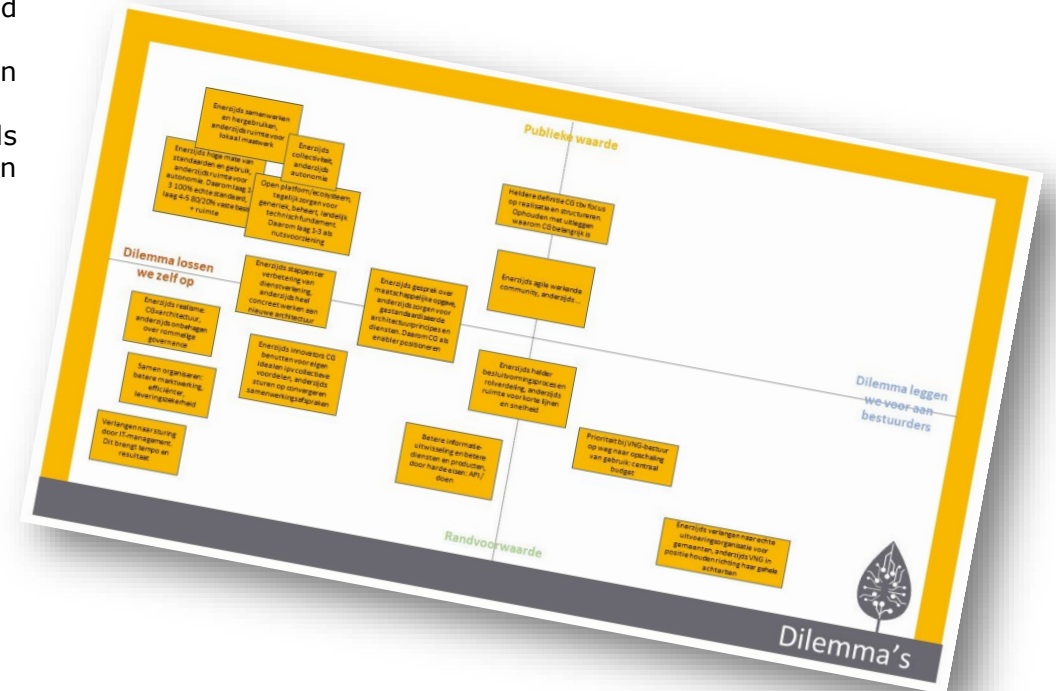 d
n
ls
n
Publieke waarde
Enerzijds samenwerken
en hergebruiken,
anderzijds ruimte voor
lokaal maatwerk
Enerzijds
collectiviteit,
anderzijds
autonomie
Enerzijds hoge mate van
standaarden en gebruik,
anderzijds ruimte voor
autonomie. Daarom laag 1-
3 100% echte standaard,
laag 4-5 80/20% vaste basis
+ ruimte
Open platform/ecosysteem,
tegelijk zorgen voor
generiek, beheert, landelijk
technisch fundament.
Daarom laag 1-3 als
nutsvoorziening
Heldere definitie CG tbv focus
op realisatie en structureren.
Ophouden met uitleggen
waarom CG belangrijk is
Enerzijds agile werkende
community, anderzijds ...
Dilemma lossen
we zelf op
Enerzijds stappen ter
verbetering van
dienstverlening,
anderzijds heel
concreet werken aan
nieuwe architectuur
Enerzijds gesprek over
maatschappelijke opgave,
anderzijds zorgen voor
gestandaardiseerde
architectuurprincipes en
diensten. Daarom CG als
enabler positioneren
Enerzijds realisme:
CG=architectuur,
anderzijds onbehagen
over rommelige
governance
Enerzijds innovators CG
benutten voor eigen
idealen ipv collectieve
voordelen, anderzijds
sturen op convergeren
samenwerkingsafspraken
Samen organiseren:
betere marktwerking,
efficiënter,
leveringszekerheid
Enerzijds helder
besluitvormingsproces en
rolverdeling, anderzijds
ruimte voor korte lijnen
en snelheid
Dilemma leggen
we voor aan
bestuurders
Verlangen naar sturing
door IT-management.
Dit brengt tempo en
resultaat
Betere informatie-
uitwisseling en betere
diensten en producten,
door harde eisen: API /
doen
Prioriteit bij VNG-bestuur
op weg naar opschaling
van gebruik: centraal
budget
Enerzijds verlangen naar echte
uitvoeringsorganisatie voor
gemeenten, anderzijds VNG in
positie houden richting haar gehele
achterban
Randvoorwaarde
Dilemma's